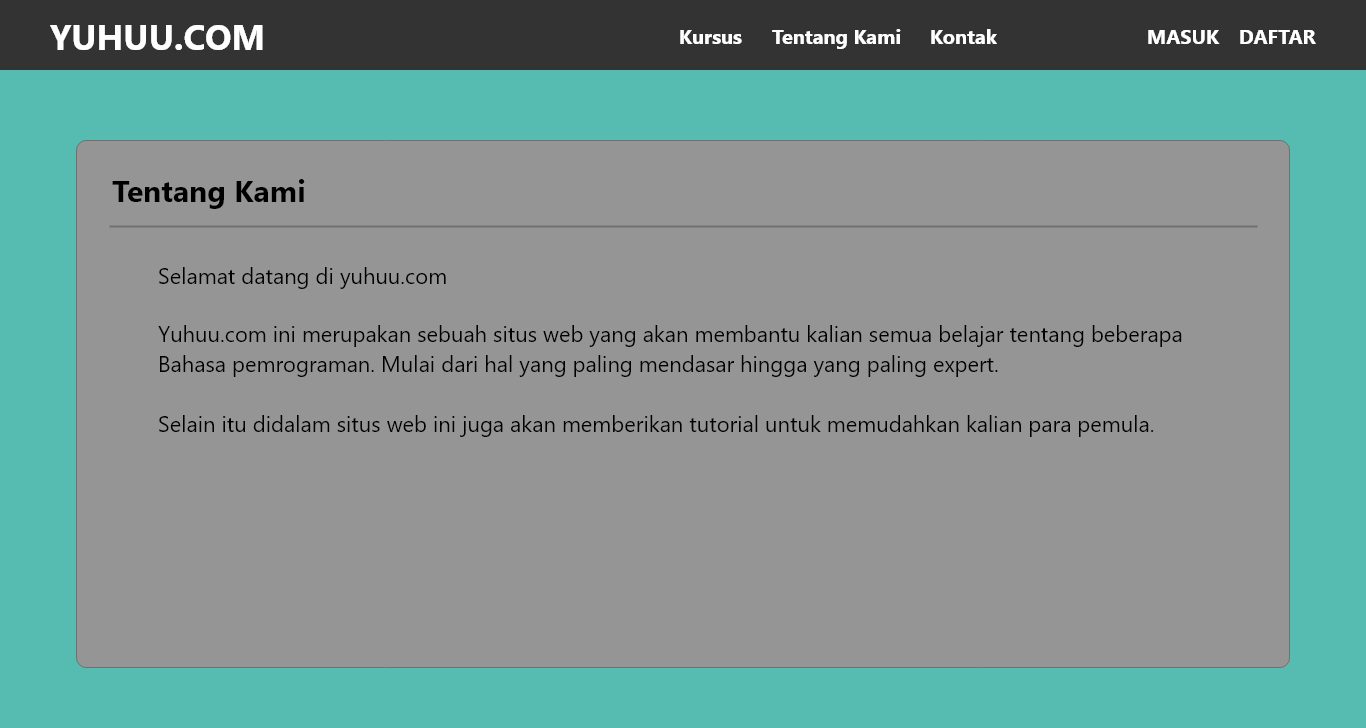 YUHUU.COM
Kursus Tentang Kami Kontak MASUK DAFTAR
Tentang Kami
Selamat datang di yuhuu.com
Yuhuu.com ini merupakan sebuah situs web yang akan membantu kalian semua belajar tentang beberapa
Bahasa pemrograman. Mulai dari hal yang paling mendasar hingga yang paling expert.
Selain itu didalam situs web ini juga akan memberikan tutorial untuk memudahkan kalian para pemula.